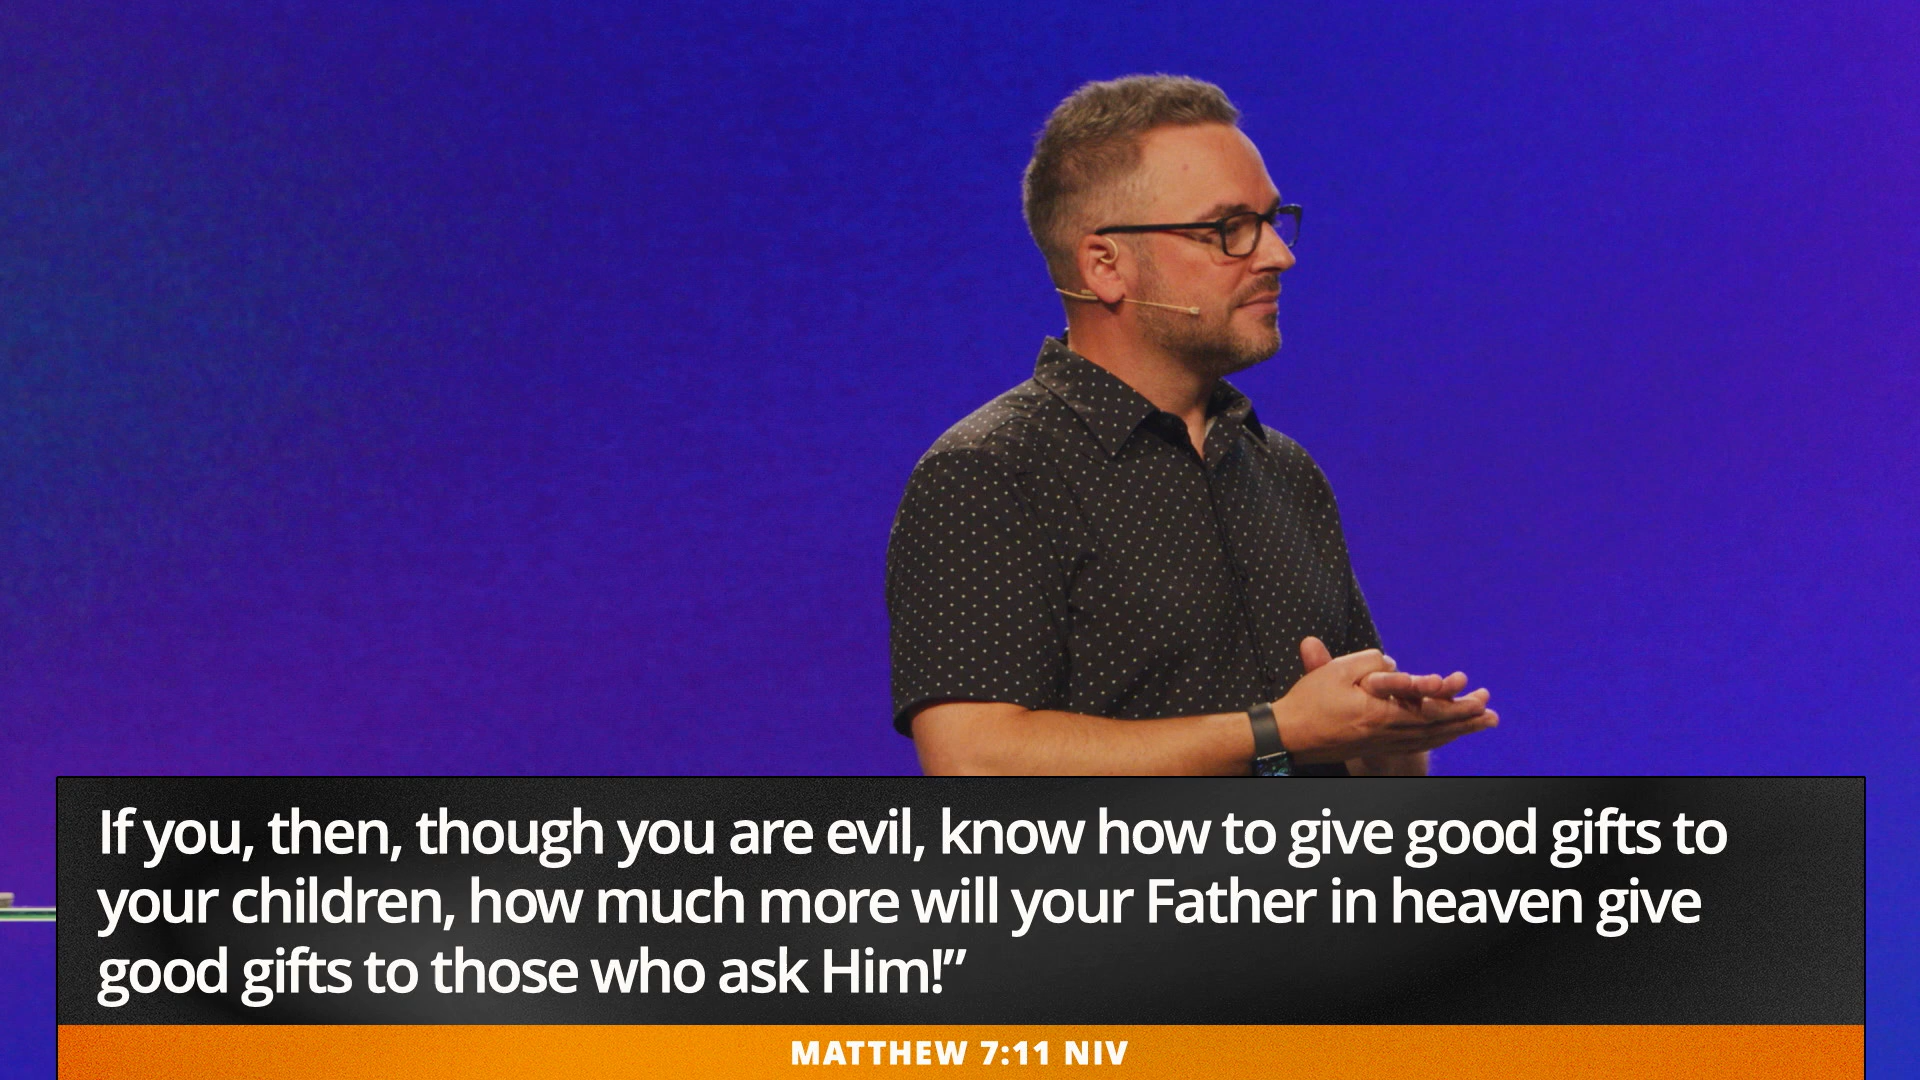 If you, then, though you are evil, know how to give good gifts to
your children, how much more will your Father in heaven give
good gifts to those who ask Him!”
MATTHEW 7:11 NIV